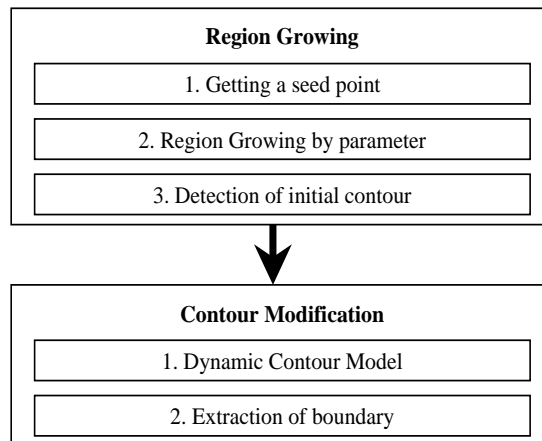 Region Growing
1. Getting a seed point
2. Region Growing by parameter
3. Detection of initial contour
Contour Modification
1. Dynamic Contour Model
2. Extraction of boundary